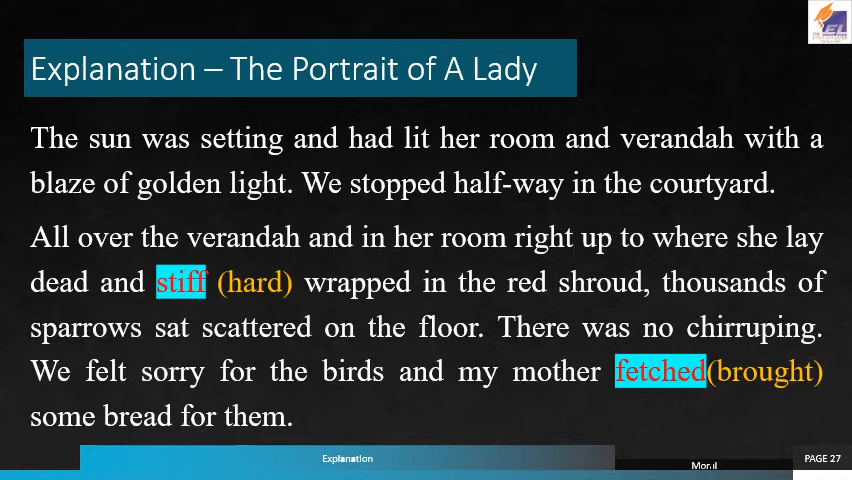 EL
Explanation – The Portrait of A Lady
The sun was setting and had lit her room and verandah with a
blaze of golden light. We stopped half-way in the courtyard.
All over the verandah and in her room right up to where she lay
dead and stiff (hard) wrapped in the red shroud, thousands of
sparrows sat scattered on the floor. There was no chirruping.
We felt sorry for the birds and my mother fetched(brought)
some bread for them.
Explanation
Moral
PAGE 27